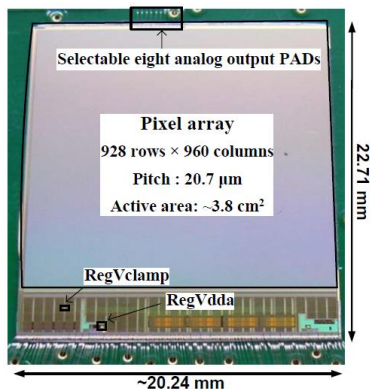 Selectable eight analog output PADs
Pixel array
928 rows × 960 columns
Pitch : 20.7 μm
Active area: ~3.8 cm²
22.71 mm
RegVclamp
RegVdda
~20.24 mm